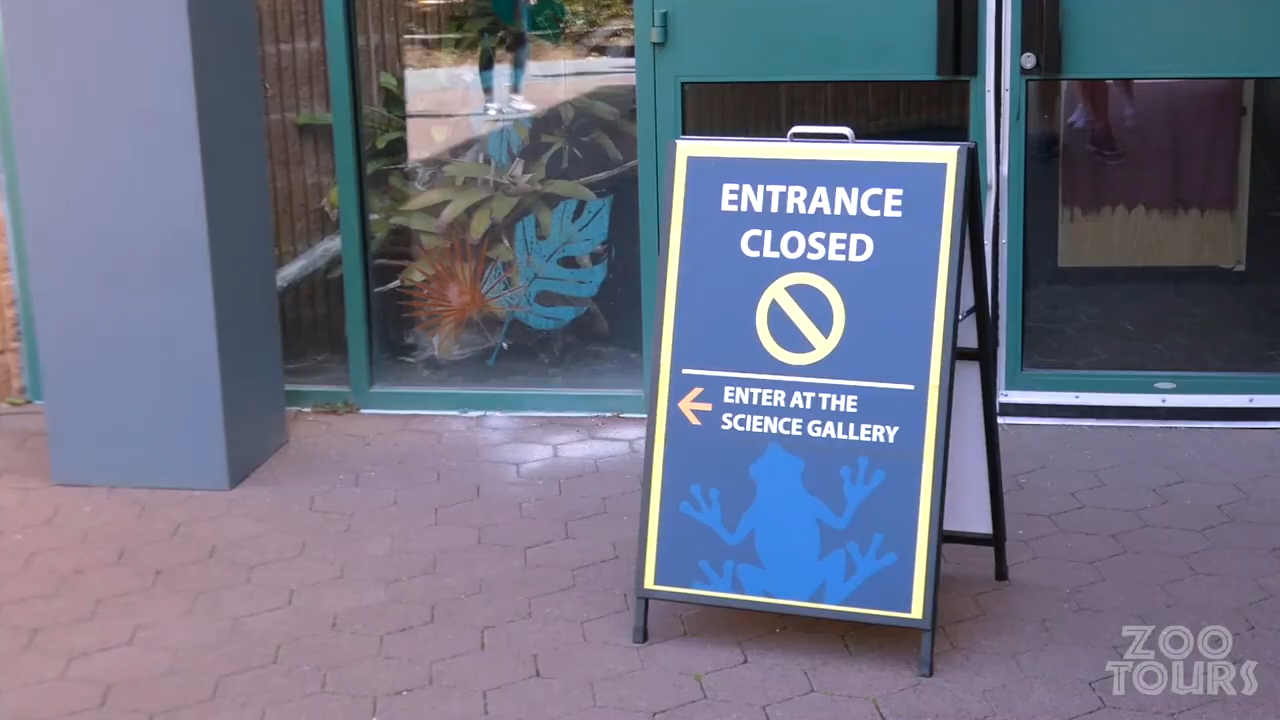 ENTRANCE
CLOSED
ENTER AT THE
SCIENCE GALLERY
ZOO
TOURS